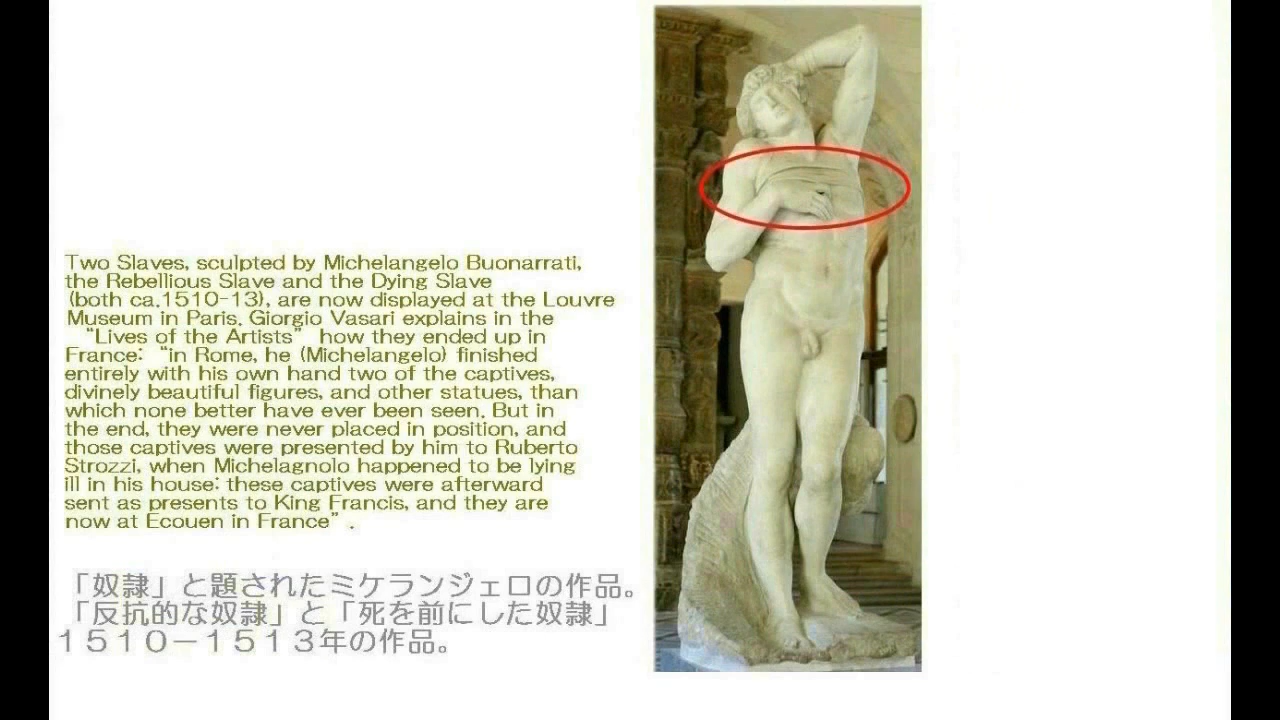 Two Slaves, sculpted by Michelangelo Buonarrati,
the Rebellious Slave and the Dying Slave
(both ca.1510-13), are now displayed at the Louvre
Museum in Paris. Giorgio Vasari explains in the
“Lives of the Artists” how they ended up in
France: “in Rome, he (Michelangelo) finished
entirely with his own hand two of the captives,
divinely beautiful figures, and other statues, than
which none better have ever been seen. But in
the end, they were never placed in position, and
those captives were presented by him to Ruberto
Strozzi, when Michelagnolo happened to be lying
ill in his house: these captives were afterward
sent as presents to King Francis, and they are
now at Ecouen in France”.
「奴隷」と題されたミケランジェロの作品。
「反抗的な奴隷」と「死を前にした奴隷」
１５１０－１５１３年の作品。